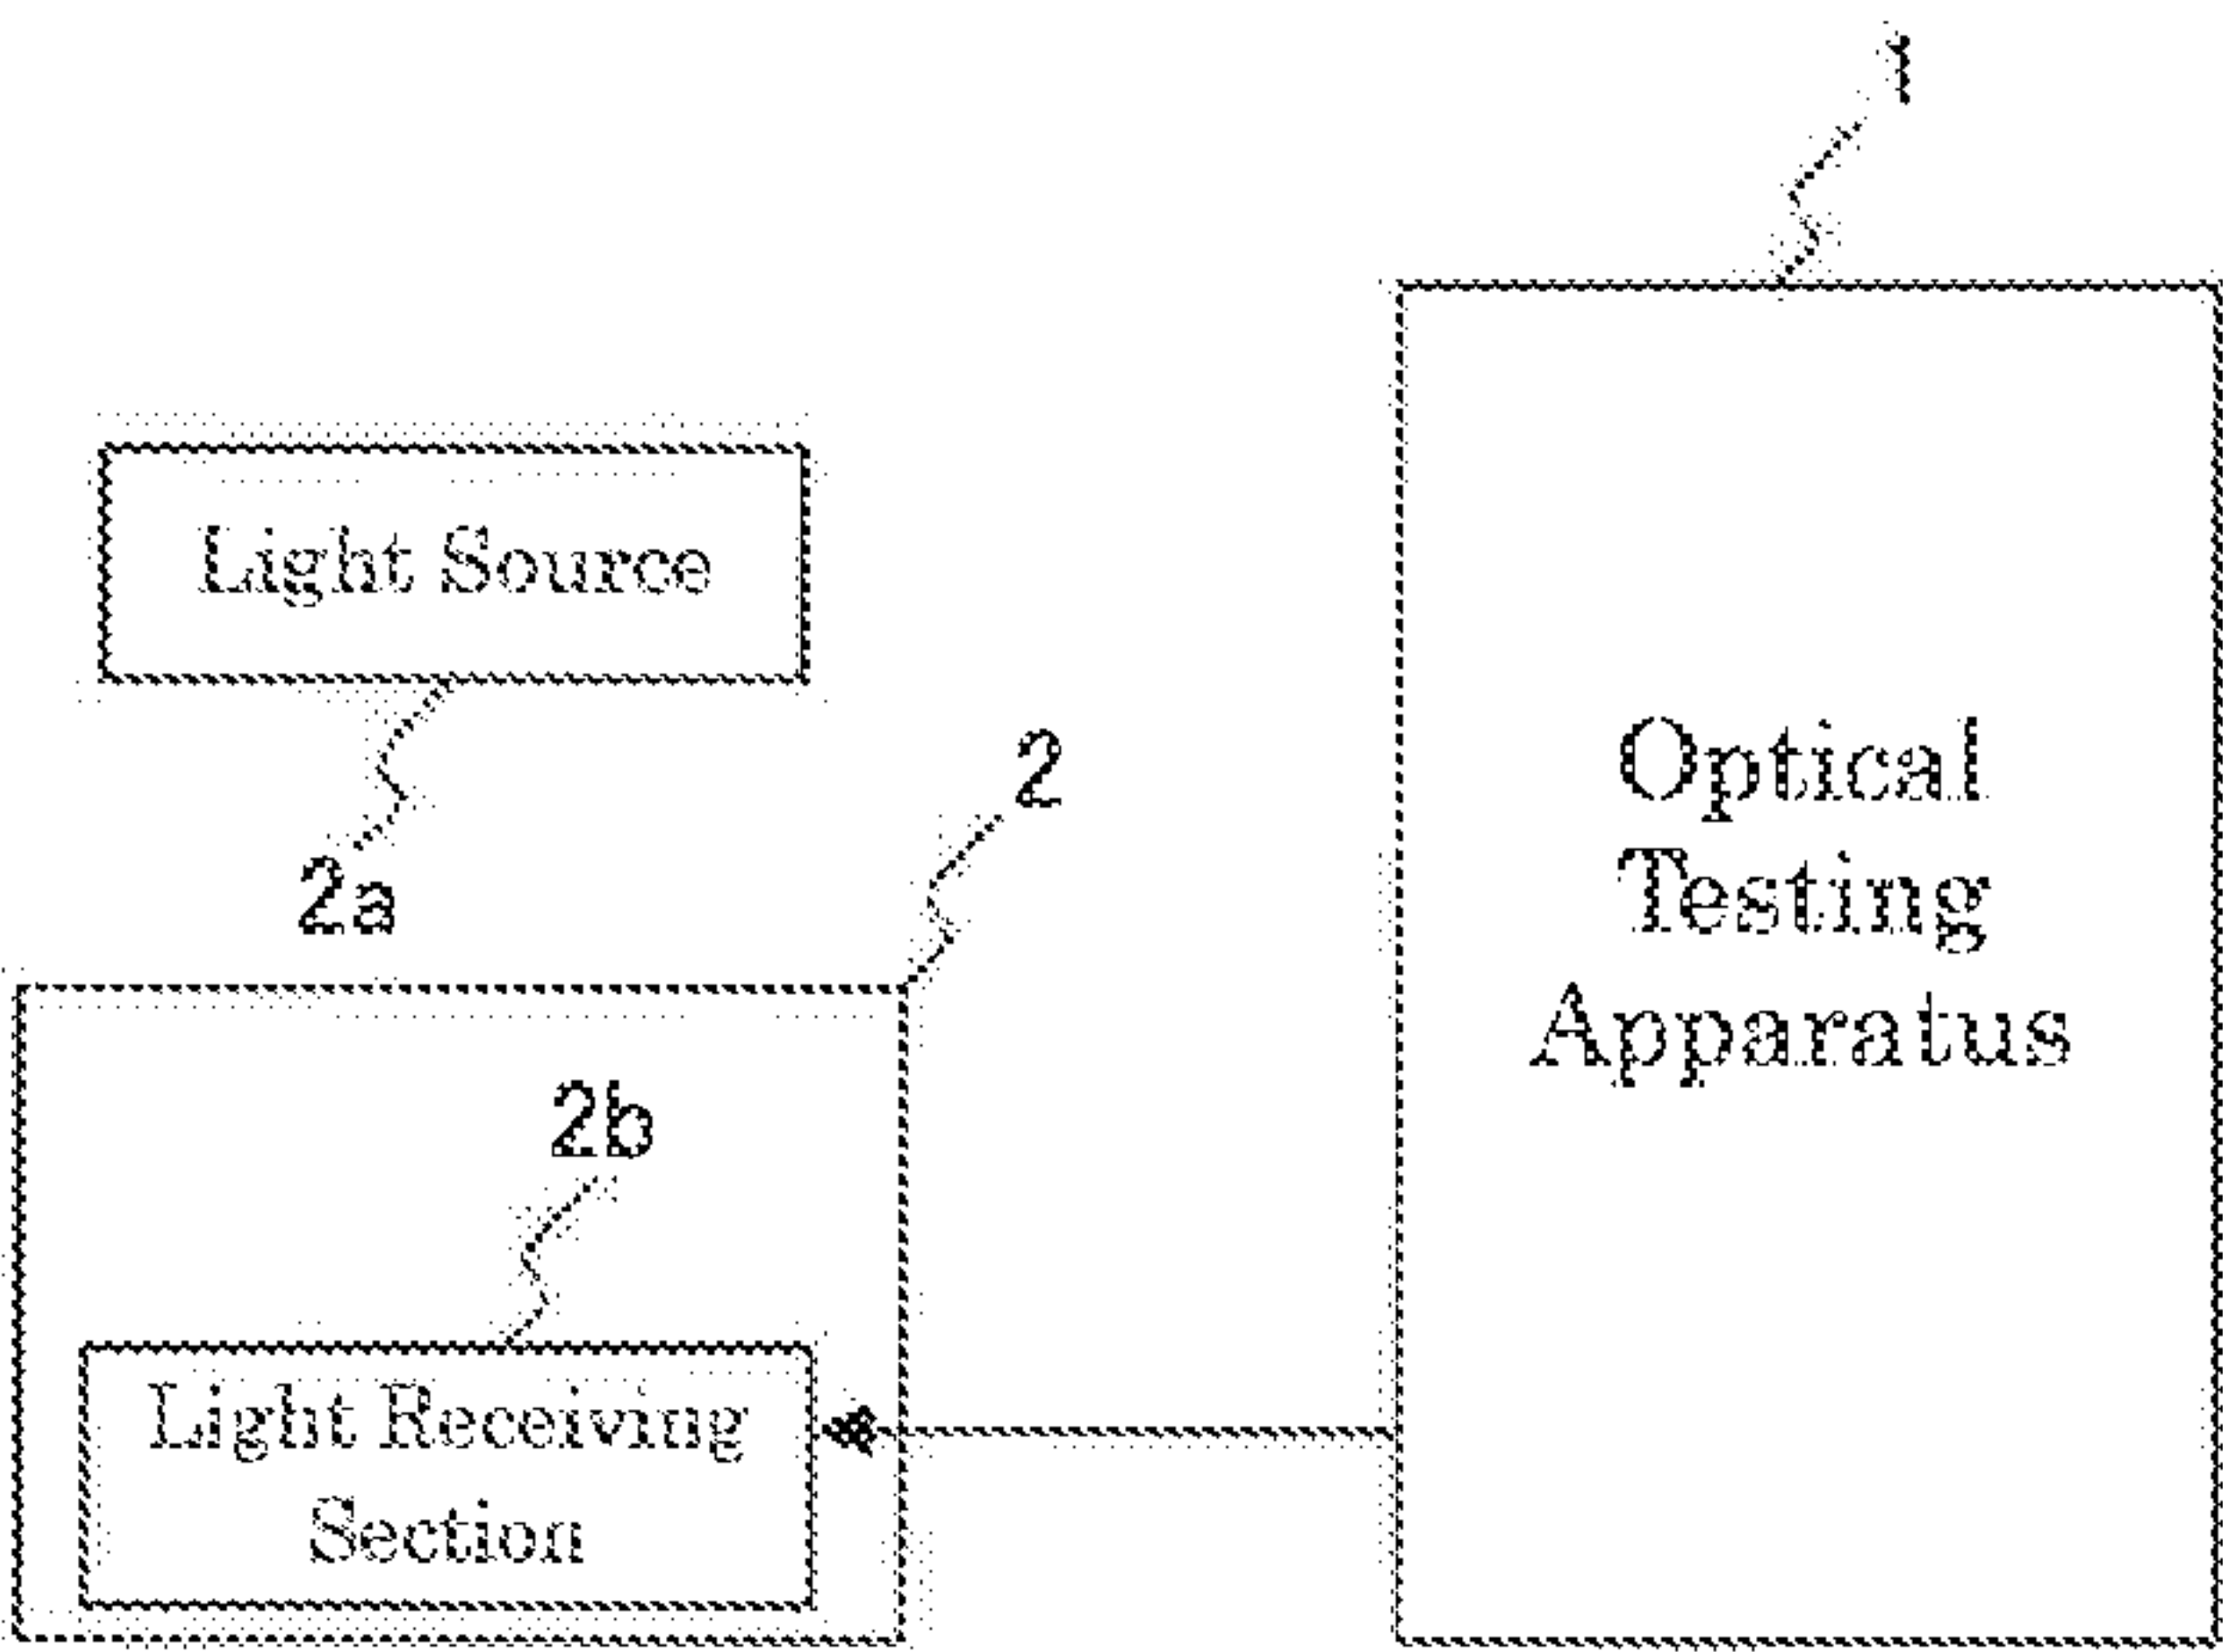 1
Light Source
2a
2
Optical
Testing
Apparatus
2b
Light Receiving
Section